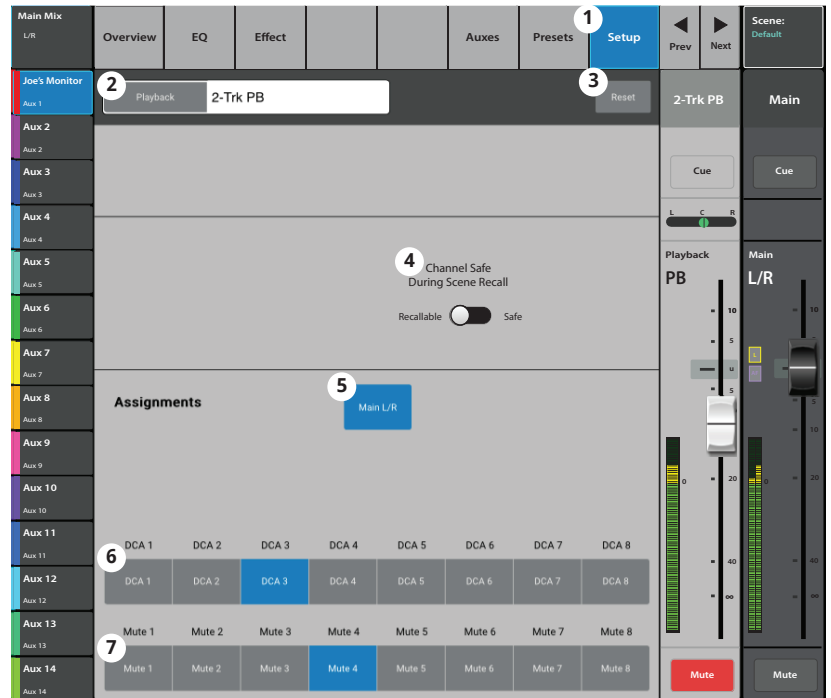 Main Mix
L/R
Overview
EQ
Effect
Auxes
Presets
1
Setup
Prev
Next
Scene:
Default
Joe's Monitor
Aux 1
Aux 2
Aux 2
Aux 3
Aux 3
Aux 4
Aux 4
Aux 5
Aux 5
Aux 6
Aux 6
Aux 7
Aux 7
Aux 8
Aux 8
Aux 9
Aux 9
Aux 10
Aux 10
Aux 11
Aux 11
Aux 12
Aux 12
Aux 13
Aux 13
Aux 14
Aux 14
2
Playback
2-Trk PB
3
Reset
4
Channel Safe
During Scene Recall
Recallable
Safe
Assignments
5
Main L/R
DCA 1 DCA 2 DCA 3 DCA 4 DCA 5 DCA 6 DCA 7 DCA 8
6
DCA 1 DCA 2 DCA 3 DCA 4 DCA 5 DCA 6 DCA 7 DCA 8
Mute 1 Mute 2 Mute 3 Mute 4 Mute 5 Mute 6 Mute 7 Mute 8
7
Mute 1 Mute 2 Mute 3 Mute 4 Mute 5 Mute 6 Mute 7 Mute 8
2-Trk PB
Cue
L C R
Playback
PB
10
5
U
5
20
40
∞
0
Mute
Main
Cue
Main
L/R
L
10
5
10
20
40
∞
0
Mute